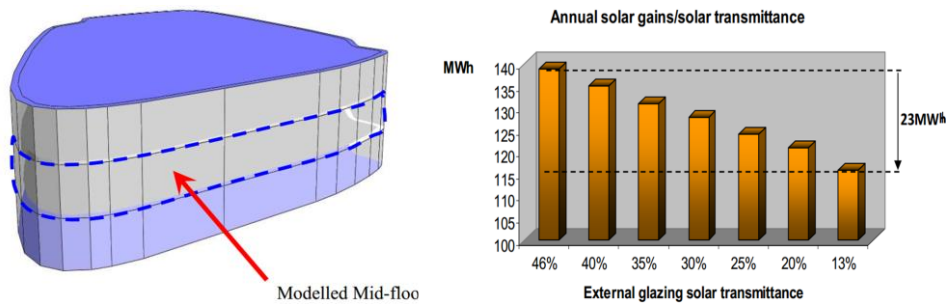 Modelled Mid-floo
Annual solar gains/solar transmittance
MWh
140
135
130
125
120
115
110
105
100
23MWh
46% 40% 35% 30% 25% 20% 13%
External glazing solar transmittance